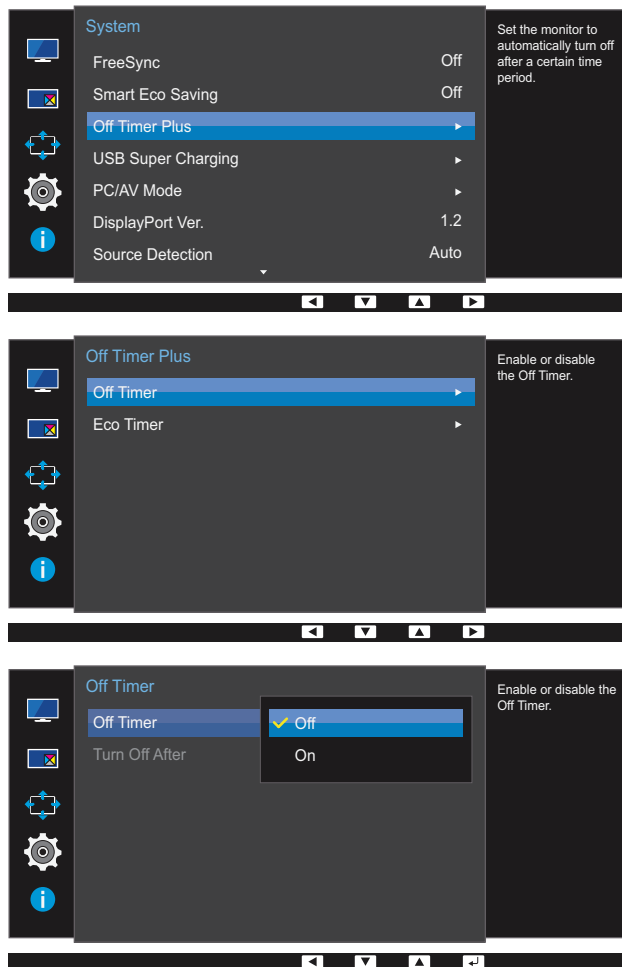 System
FreeSync Off
Smart Eco Saving Off
Off Timer Plus
USB Super Charging
PC/AV Mode
DisplayPort Ver. 1.2
Source Detection Auto
Set the monitor to
automatically turn off
after a certain time
period.
Off Timer Plus
Off Timer
Eco Timer
Enable or disable
the Off Timer.
Off Timer
Off Timer Off
Turn Off After On
Enable or disable the
Off Timer.